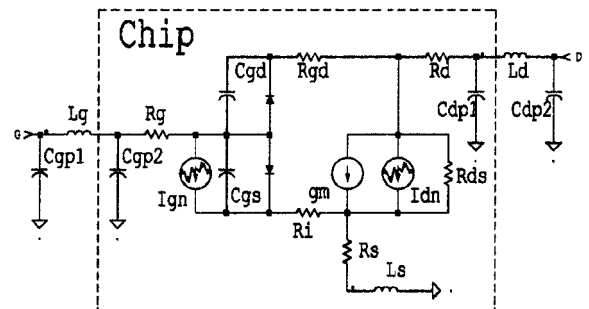 Chip
Cgd
Rgd
Rd
Ld
D
Lg
Rg
Cdp1
Cdp2
G
Cgp1
Cgp2
Ign
Cgs
gm
Idn
Rds
Ri
Rs
Ls